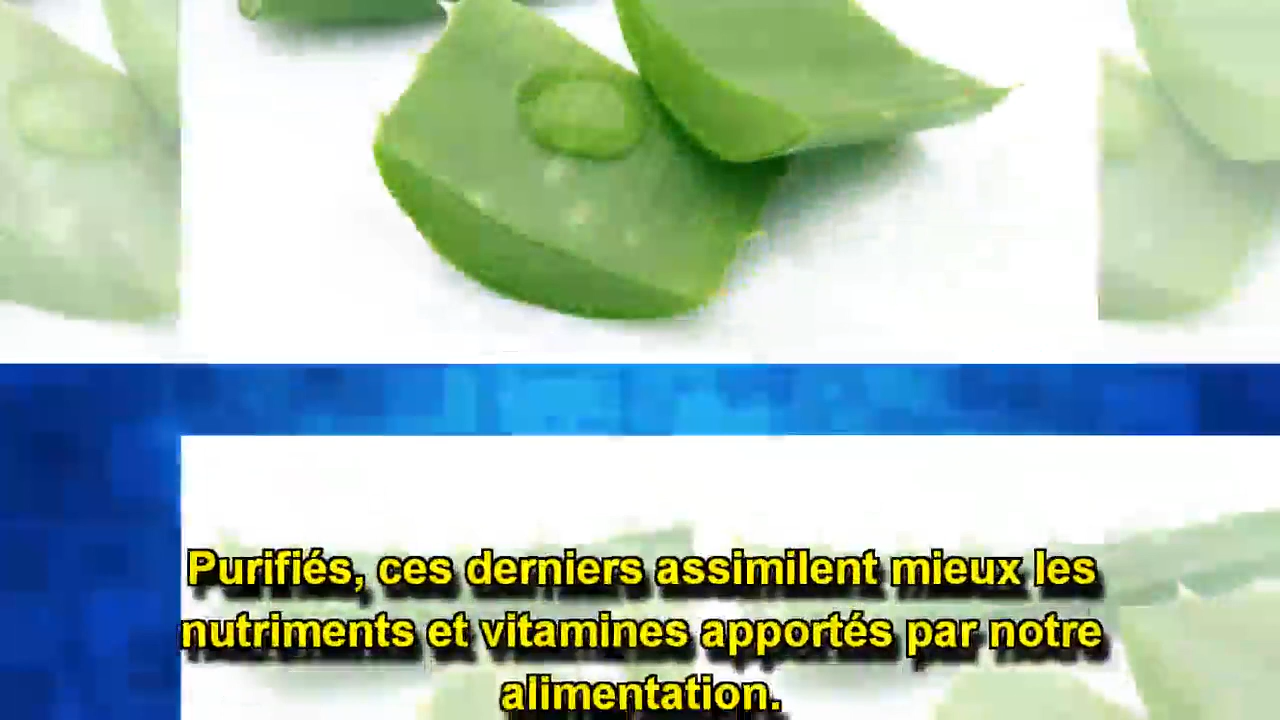 Purifiés, ces derniers assimilent mieux les
nutriments et vitamines apportés par notre
alimentation.